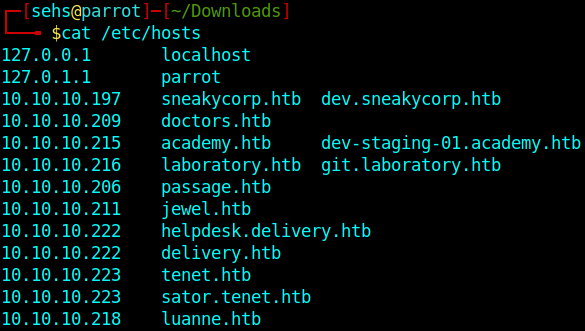 ┌─[sehs@parrot]─[~/Downloads]
└──╼ $cat /etc/hosts
127.0.0.1 localhost
127.0.1.1 parrot
10.10.10.197 sneakycorp.htb dev.sneakycorp.htb
10.10.10.209 doctors.htb
10.10.10.215 academy.htb dev-staging-01.academy.htb
10.10.10.216 laboratory.htb git.laboratory.htb
10.10.10.206 passage.htb
10.10.10.211 jewel.htb
10.10.10.222 helpdesk.delivery.htb
10.10.10.222 delivery.htb
10.10.10.223 tenet.htb
10.10.10.223 sator.tenet.htb
10.10.10.218 luanne.htb